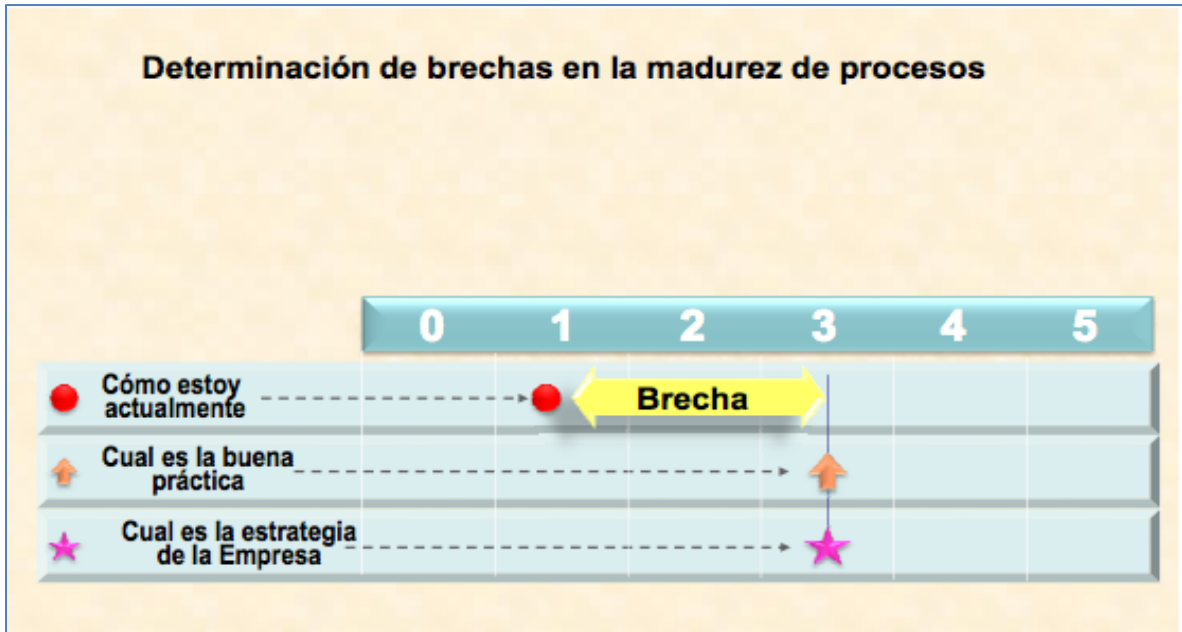 Determinación de brechas en la madurez de procesos
0 1 2 3 4 5
Cómo estoy
actualmente
Brecha
Cual es la buena
práctica
Cual es la estrategia
de la Empresa